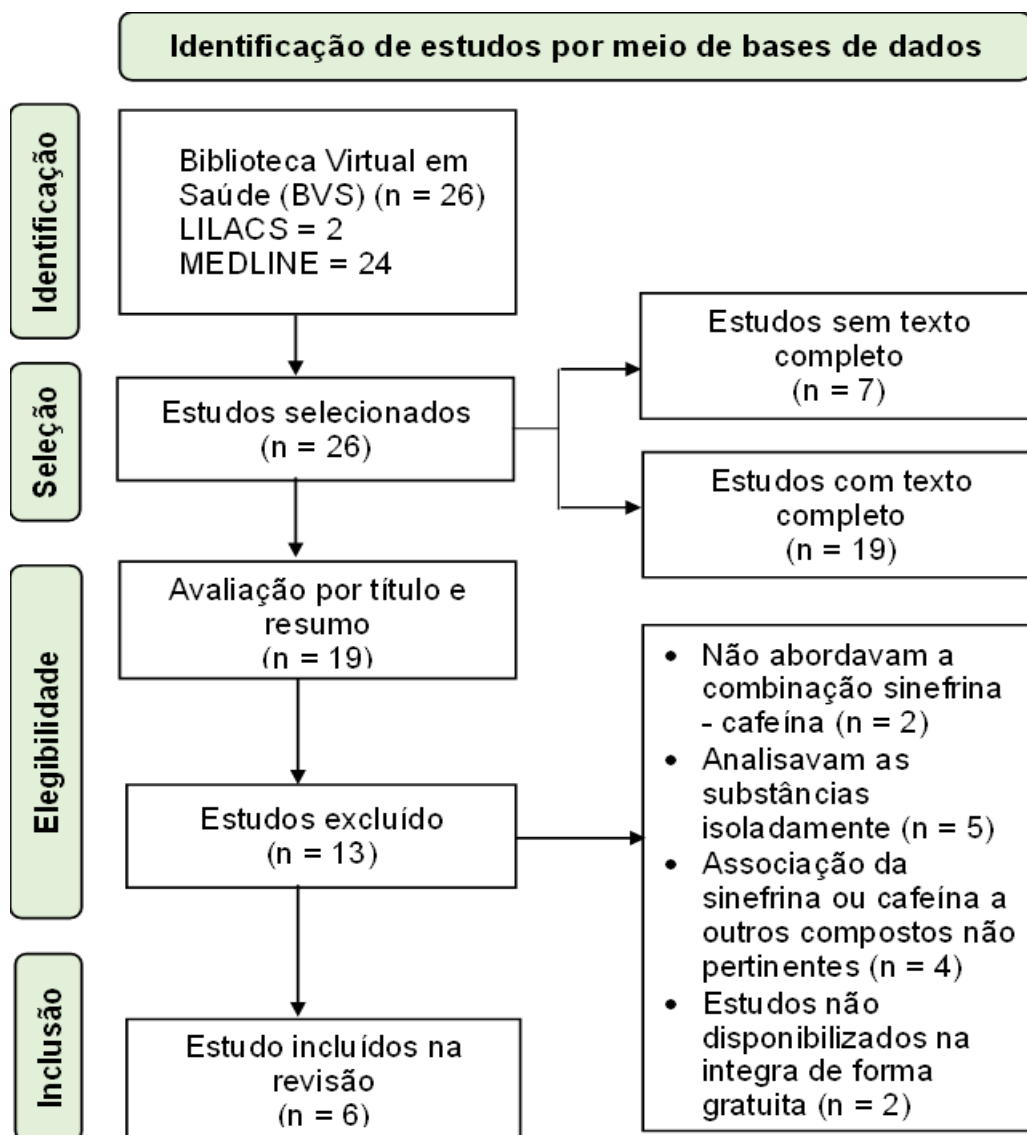 Identificação de estudos por meio de bases de dados
Identificação
Biblioteca Virtual em
Saúde (BVS) (n = 26)
LILACS = 2
MEDLINE = 24
Seleção
Estudos selecionados
(n = 26)
Estudos sem texto
completo
(n = 7)
Estudos com texto
completo
(n = 19)
Elegibilidade
Avaliação por título e
resumo
(n = 19)
Estudos excluído
(n = 13)
• Não abordavam a
combinação sinefrina
- cafeína (n = 2)
• Analisavam as
substâncias
isoladamente (n = 5)
• Associação da
sinefrina ou cafeína a
outros compostos não
pertinentes (n = 4)
• Estudos não
disponibilizados na
integra de forma
gratuita (n = 2)
Inclusão
Estudo incluídos na
revisão
(n = 6)